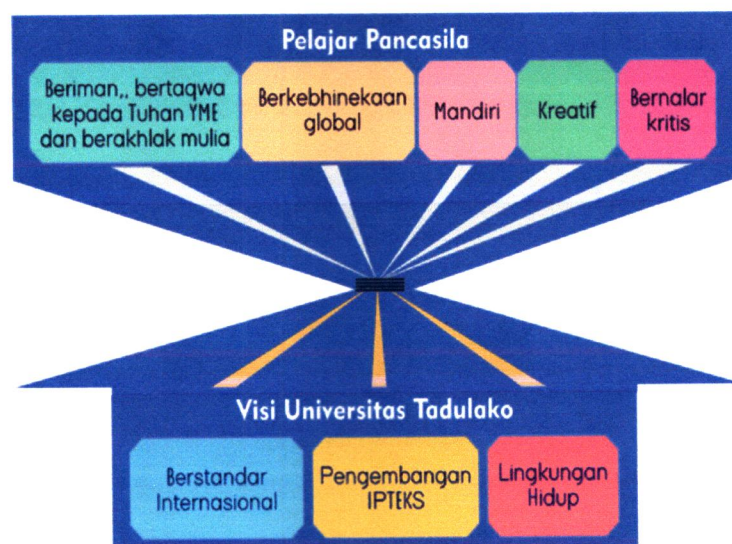 Pelajar Pancasila
Beriman,, bertaqwa
kepada Tuhan YME
dan berakhlak mulia
Berkebhinekaan
global
Mandiri
Kreatif
Bernalar
kritis
Visi Universitas Tadulako
Berstandar
Internasional
Pengembangan
IPTEKS
Lingkungan
Hidup